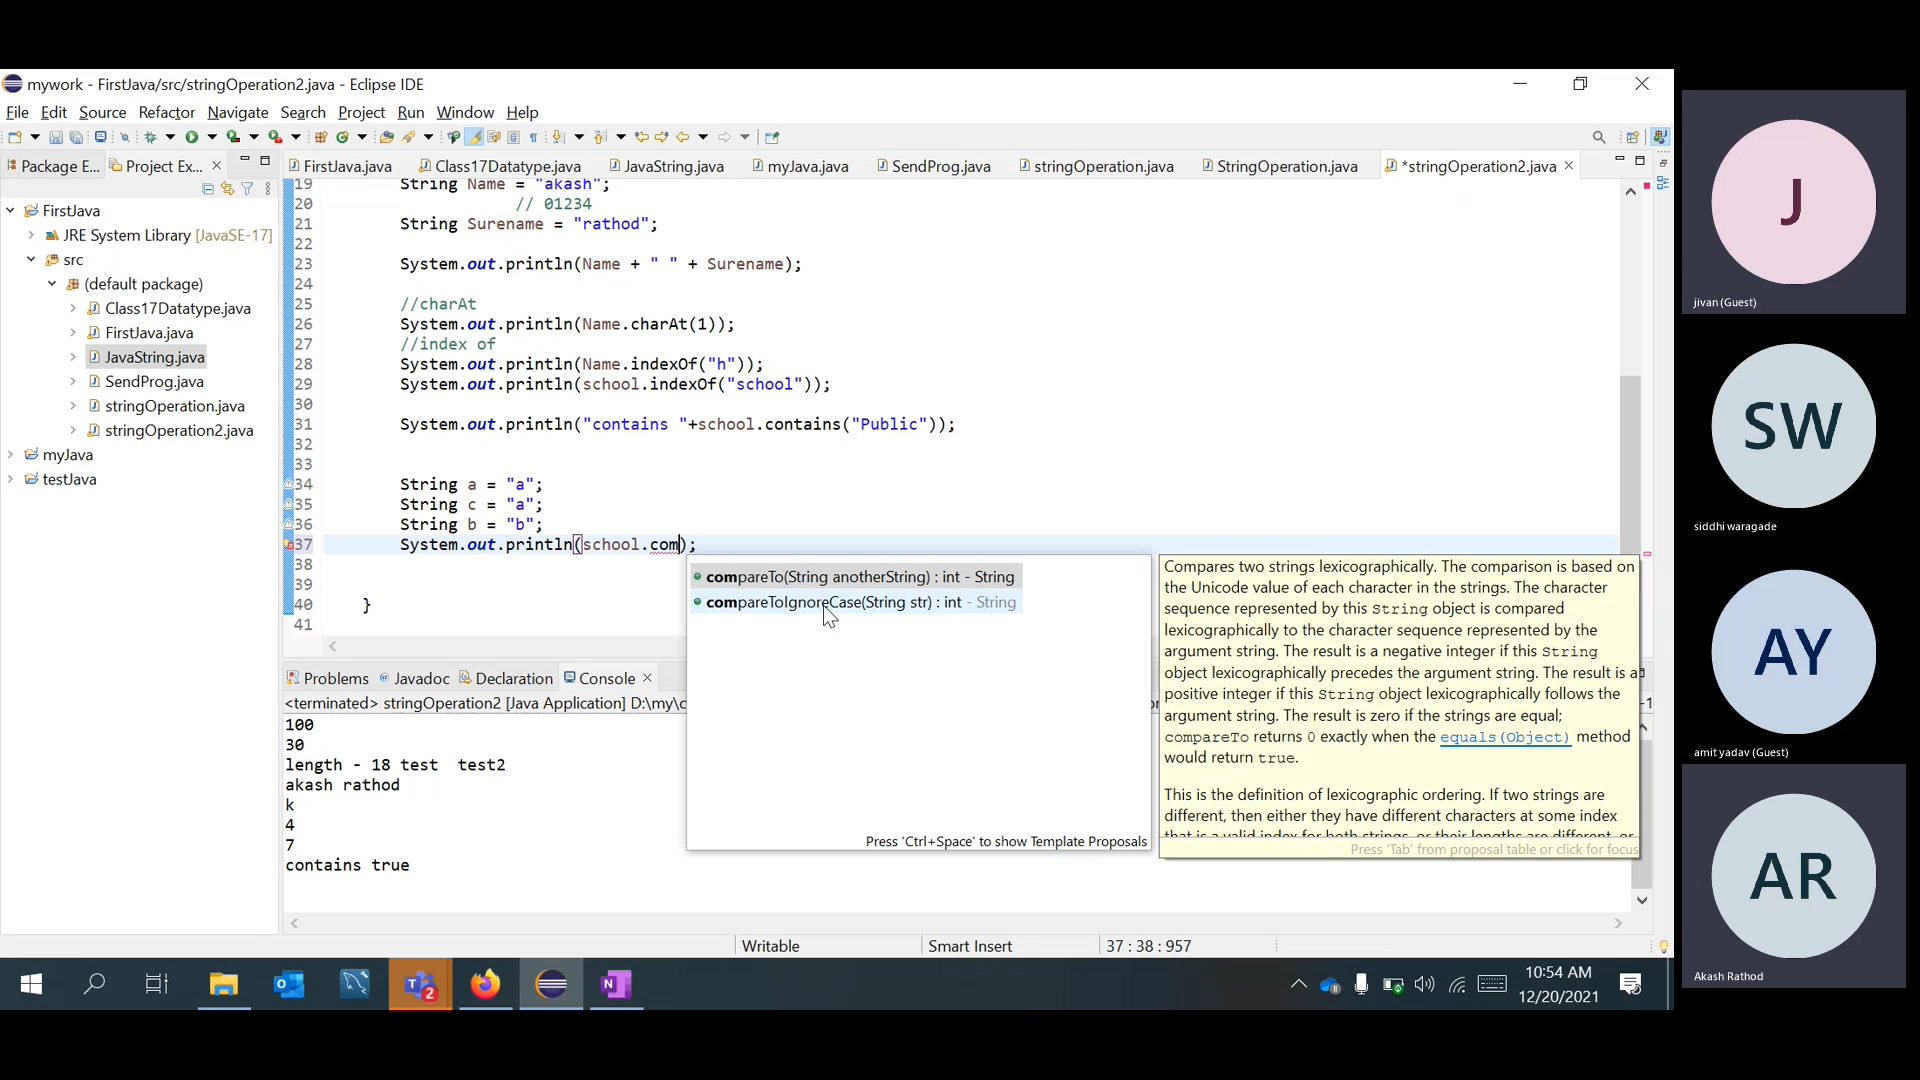 mywork - FirstJava/src/stringOperation2.java - Eclipse IDE
File Edit Source Refactor Navigate Search Project Run Window Help
Package E... Project Ex...
FirstJava
JRE System Library [JavaSE-17]
src
(default package)
Class17Datatype.java
FirstJava.java
JavaString.java
SendProg.java
stringOperation.java
stringOperation2.java
myJava
testJava
FirstJava.java Class17Datatype.java JavaString.java myJava.java SendProg.java stringOperation.java StringOperation.java *stringOperation2.java
19 String Name = "akash";
20 // 01234
21 String Surename = "rathod";
22
23 System.out.println(Name + " " + Surename);
24
25 //charAt
26 System.out.println(Name.charAt(1));
27 //index of
28 System.out.println(Name.indexOf("h"));
29 System.out.println(school.indexOf("school"));
30
31 System.out.println("contains "+school.contains("Public"));
32
33
34 String a = "a";
35 String c = "a";
36 String b = "b";
37 System.out.println(school.com);
38
39
40 }
41
compareTo(String anotherString) : int - String
compareToIgnoreCase(String str) : int - String
Press 'Ctrl+Space' to show Template Proposals
Compares two strings lexicographically. The comparison is based on
the Unicode value of each character in the strings. The character
sequence represented by this String object is compared
lexicographically to the character sequence represented by the
argument string. The result is a negative integer if this String
object lexicographically precedes the argument string. The result is a
positive integer if this String object lexicographically follows the
argument string. The result is zero if the strings are equal;
compareTo returns 0 exactly when the equals(Object) method
would return true.
This is the definition of lexicographic ordering. If two strings are
different, then either they have different characters at some index
that is a valid index for both strings, or their lengths are different, or
Press 'Tab' from proposal table or click for focus
Problems Javadoc Declaration Console
<terminated> stringOperation2 [Java Application] D:\my\
100
30
length - 18 test  test2
akash rathod
k
4
7
contains true
Writable Smart Insert 37 : 38 : 957
2
N
10:54 AM
12/20/2021
J
jivan (Guest)
SW
siddhi waragade
AY
amit yadav (Guest)
AR
Akash Rathod